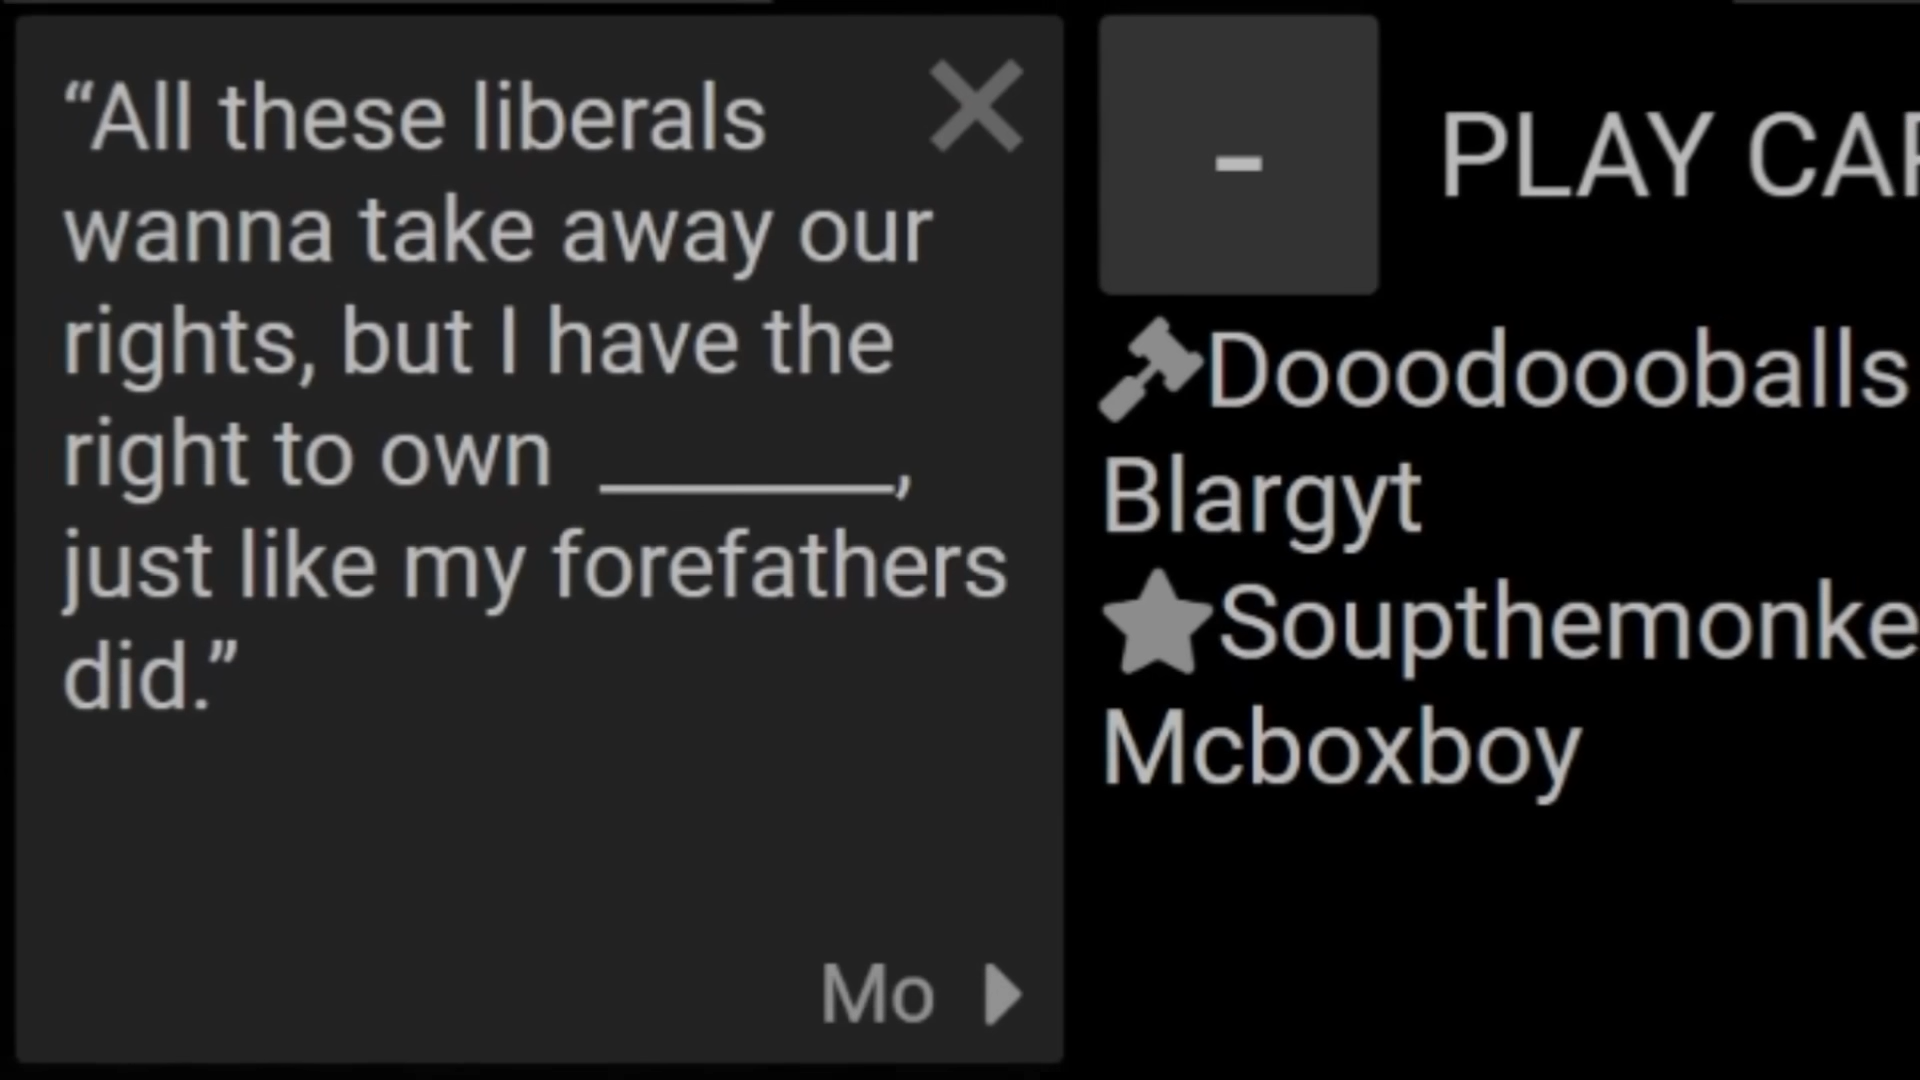 “All these liberals
wanna take away our
rights, but I have the
right to own ______,
just like my forefathers
did.”
Mo
-
PLAY
Dooodoooballs
Blargyt
Soupthemonke
Mcboxboy